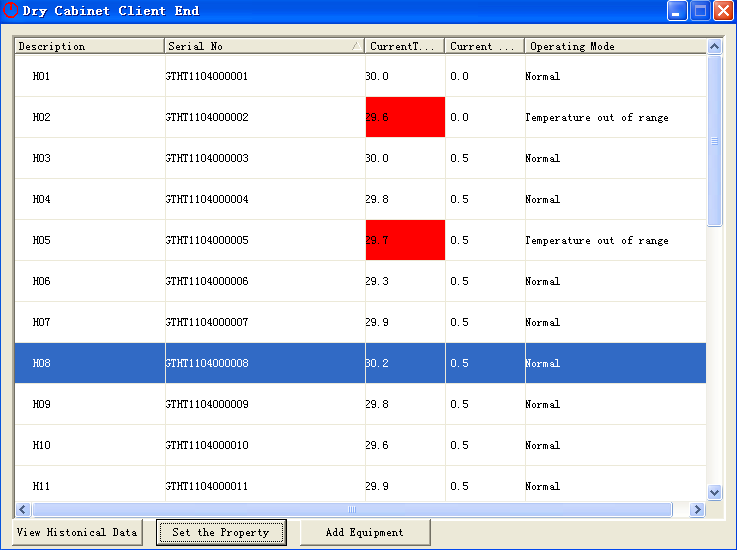 Dry Cabinet Client End
Description Serial No CurrentT... Current ... Operating Mode
H01 GTHT1104000001 30.0 0.0 Normal
H02 GTHT1104000002 29.6 0.0 Temperature out of range
H03 GTHT1104000003 30.0 0.5 Normal
H04 GTHT1104000004 29.8 0.5 Normal
H05 GTHT1104000005 29.7 0.5 Temperature out of range
H06 GTHT1104000006 29.3 0.5 Normal
H07 GTHT1104000007 29.9 0.5 Normal
H08 GTHT1104000008 30.2 0.5 Normal
H09 GTHT1104000009 29.8 0.5 Normal
H10 GTHT1104000010 29.6 0.5 Normal
H11 GTHT1104000011 29.9 0.5 Normal
View Historical Data Set the Property Add Equipment